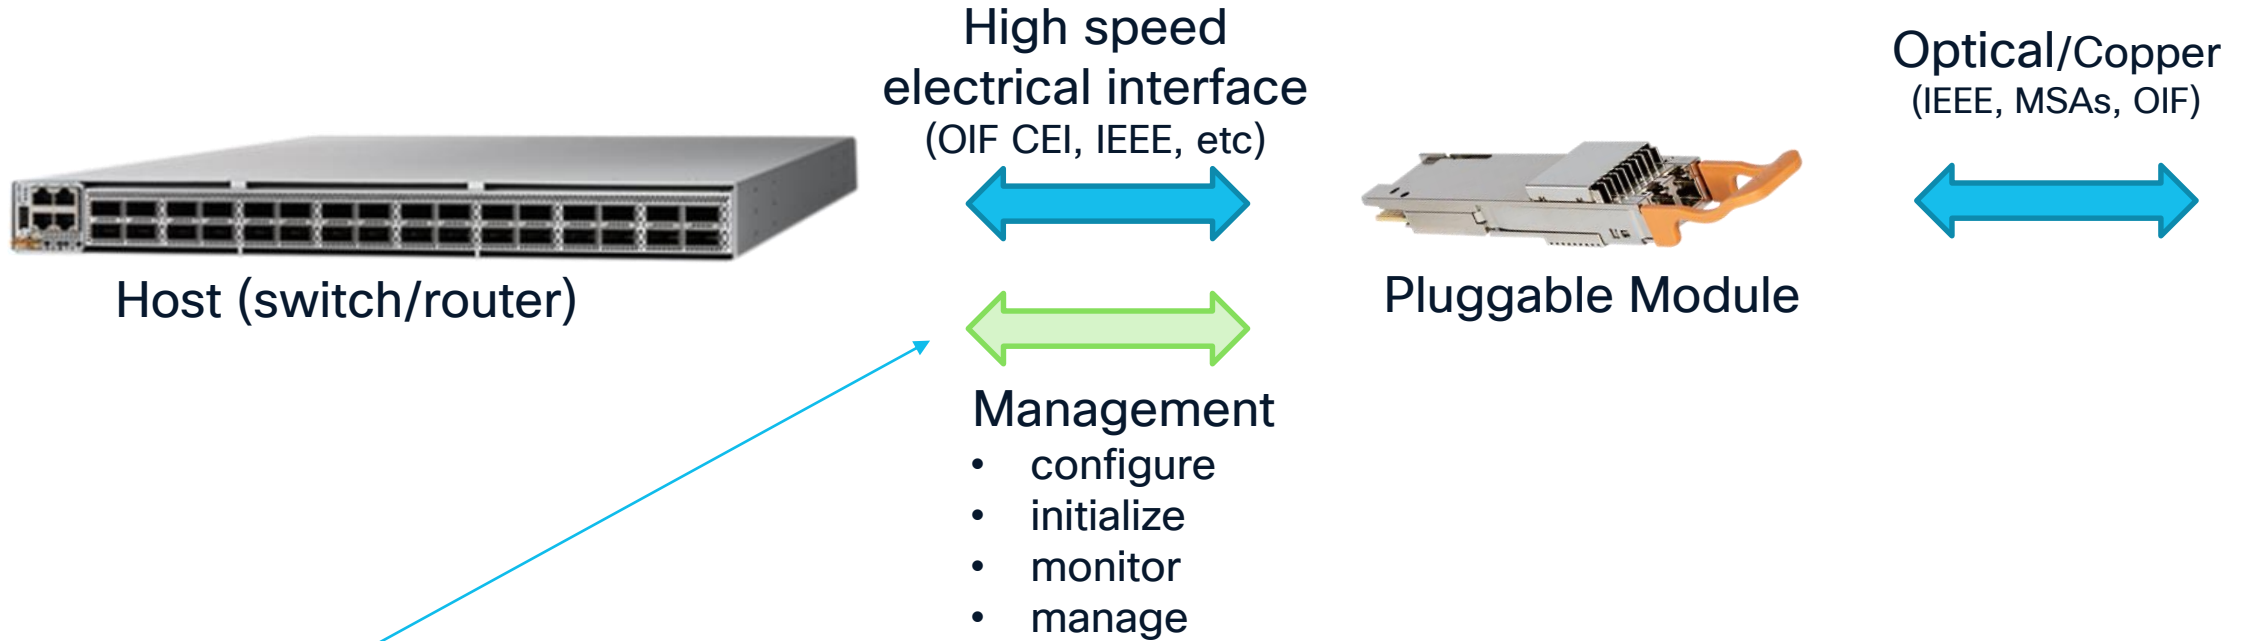 High speed
electrical interface
(OIF CEI, IEEE, etc)
Optical/Copper
(IEEE, MSAs, OIF)
Host (switch/router)
Pluggable Module
Management
• configure
• initialize
• monitor
• manage